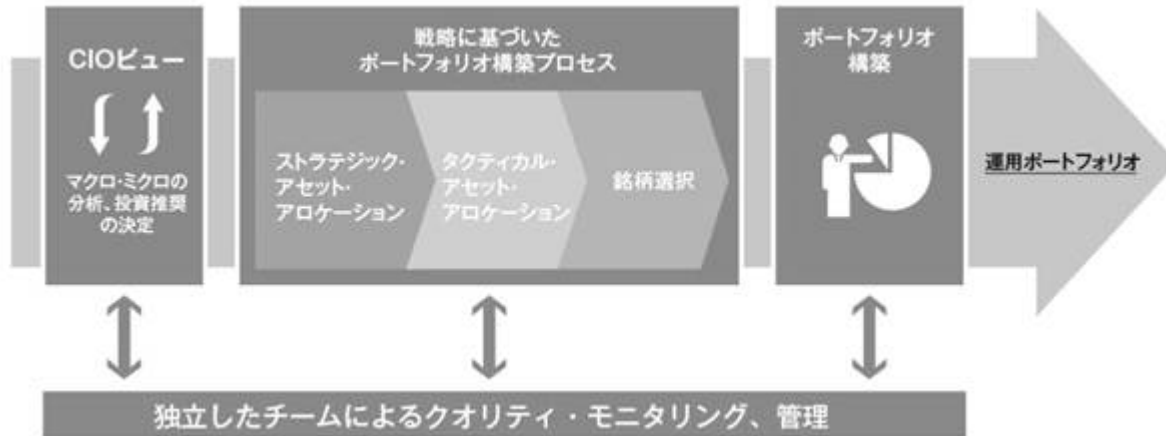 CIOビュー
マクロ・ミクロの
分析、投資推奨
の決定
戦略に基づいた
ポートフォリオ構築プロセス
ストラテジック・
アセット・
アロケーション
タクティカル・
アセット・
アロケーション
銘柄選択
ポートフォリオ
構築
運用ポートフォリオ
独立したチームによるクオリティ・モニタリング、管理